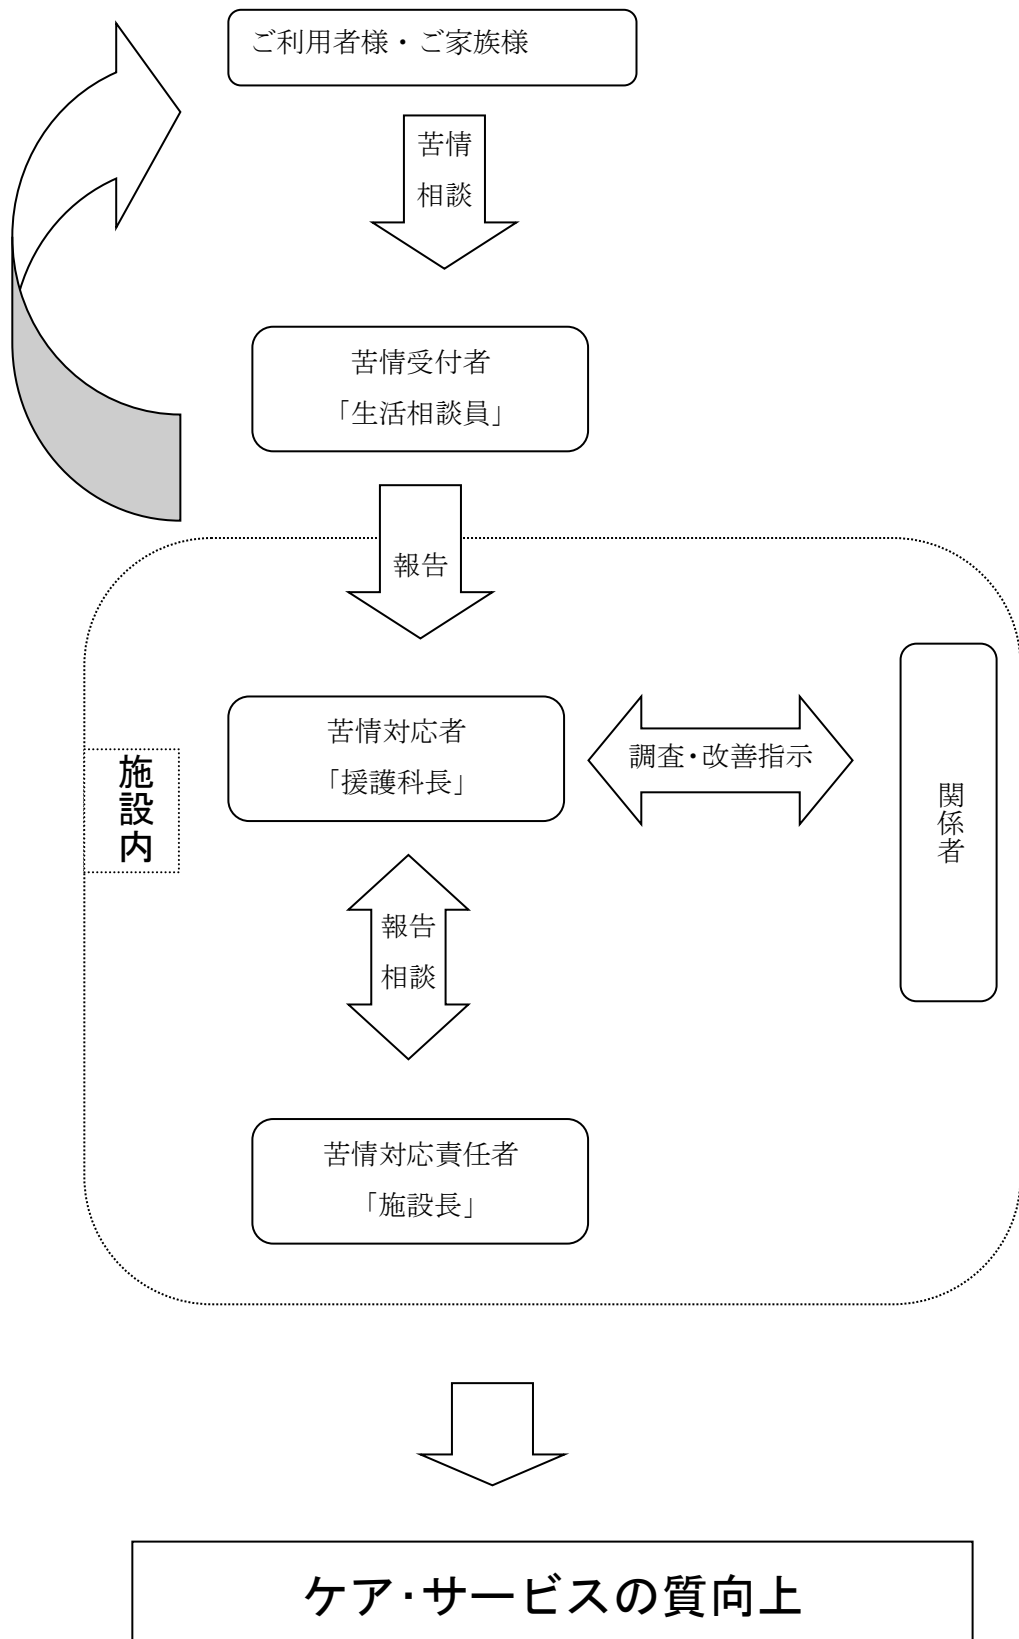 ご利用者様・ご家族様
苦情
相談
苦情受付者
「生活相談員」
報告
苦情対応者
「援護科長」
調査・改善指示
関係者
施設内
報告
相談
苦情対応責任者
「施設長」
ケア・サービスの質向上